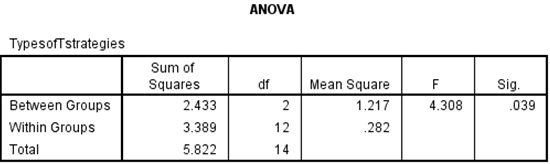 ANOVA
TypesofTstrategies
Sum of Squares df Mean Square F Sig.
Between Groups 2.433 2 1.217 4.308 .039
Within Groups 3.389 12 .282
Total 5.822 14